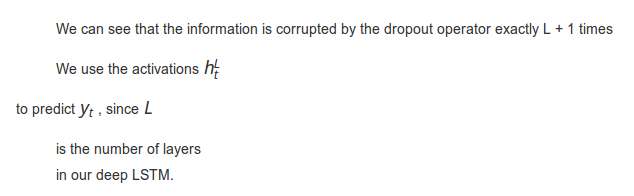 We can see that the information is corrupted by the dropout operator exactly L + 1 times
We use the activations h_t^L
to predict y_t , since L
is the number of layers
in our deep LSTM.